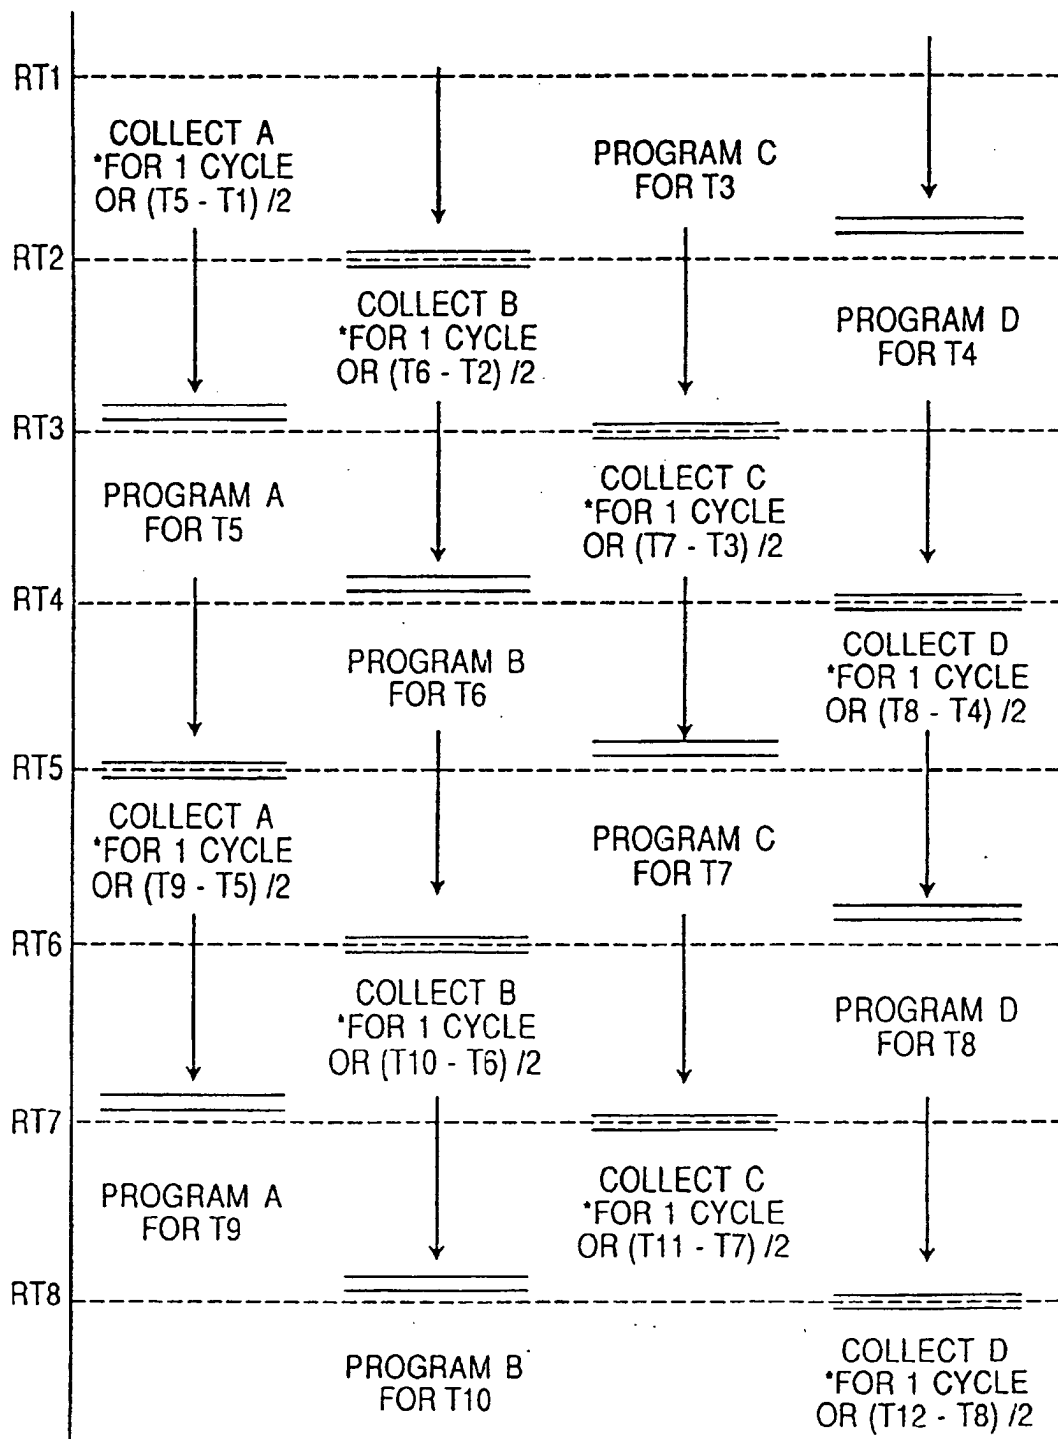 RT1
COLLECT A
*FOR 1 CYCLE
OR (T5 - T1) /2
PROGRAM C
FOR T3
RT2
COLLECT B
*FOR 1 CYCLE
OR (T6 - T2) /2
PROGRAM D
FOR T4
RT3
PROGRAM A
FOR T5
COLLECT C
*FOR 1 CYCLE
OR (T7 - T3) /2
RT4
PROGRAM B
FOR T6
COLLECT D
*FOR 1 CYCLE
OR (T8 - T4) /2
RT5
COLLECT A
*FOR 1 CYCLE
OR (T9 - T5) /2
PROGRAM C
FOR T7
RT6
COLLECT B
*FOR 1 CYCLE
OR (T10 - T6) /2
PROGRAM D
FOR T8
RT7
PROGRAM A
FOR T9
COLLECT C
*FOR 1 CYCLE
OR (T11 - T7) /2
RT8
PROGRAM B
FOR T10
COLLECT D
*FOR 1 CYCLE
OR (T12 - T8) /2